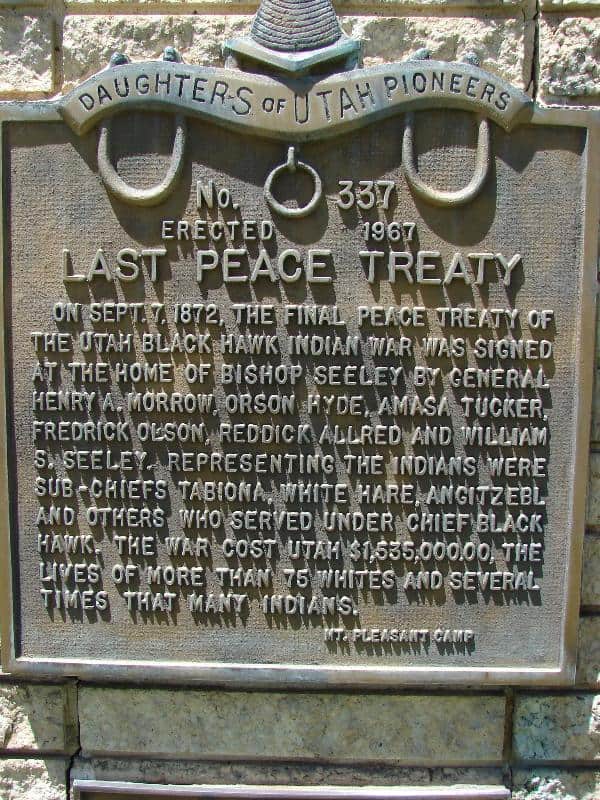 DAUGHTERS OF UTAH PIONEERS
No. 337
ERECTED 1967
LAST PEACE TREATY
ON SEPT. 7, 1872, THE FINAL PEACE TREATY OF
THE UTAH BLACK HAWK INDIAN WAR WAS SIGNED
AT THE HOME OF BISHOP SEELEY BY GENERAL
HENRY A. MORROW, ORSON HYDE, AMASA TUCKER,
FREDRICK OLSON, REDDICK ALLRED AND WILLIAM
S. SEELEY. REPRESENTING THE INDIANS WERE
SUB-CHIEFS TABIONA, WHITE HARE, ANGITZEBL
AND OTHERS WHO SERVED UNDER CHIEF BLACK
HAWK. THE WAR COST UTAH $1,535,000.00, THE
LIVES OF MORE THAN 75 WHITES AND SEVERAL
TIMES THAT MANY INDIANS.
MT. PLEASANT CAMP